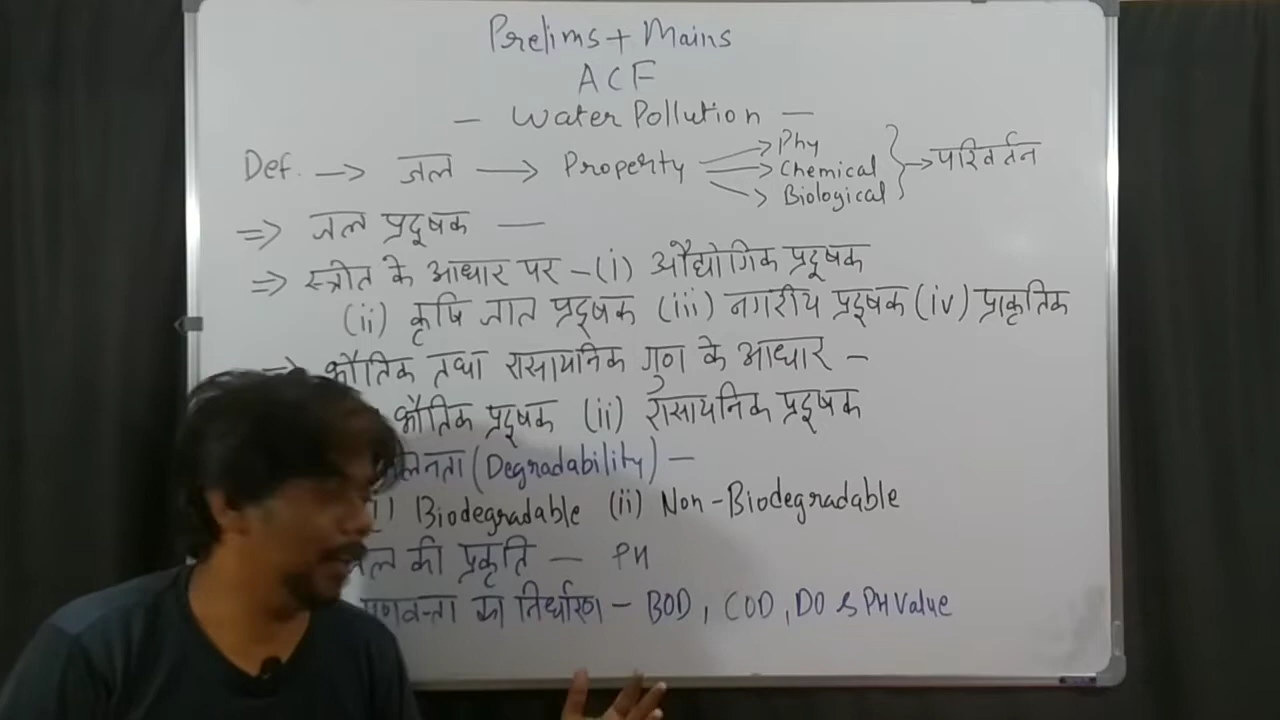 Prelims + Mains
ACF
- Water Pollution -
Def. → जल → Property → Phy → Chemical → Biological } → परिवर्तन
⇒ जल प्रदूषक -
⇒ स्त्रोत के आधार पर - (i) औद्योगिक प्रदूषक
(ii) कृषि जात प्रदूषक (iii) नगरीय प्रदूषक (iv) प्राकृतिक
⇒ भौतिक तथा रासायनिक गुण के आधार -
भौतिक प्रदूषक (ii) रासायनिक प्रदूषक
(Degradability) -
Biodegradable (ii) Non-Biodegradable
जल की प्रकृति - PH
का निर्धारण - BOD, COD, DO & PH Value